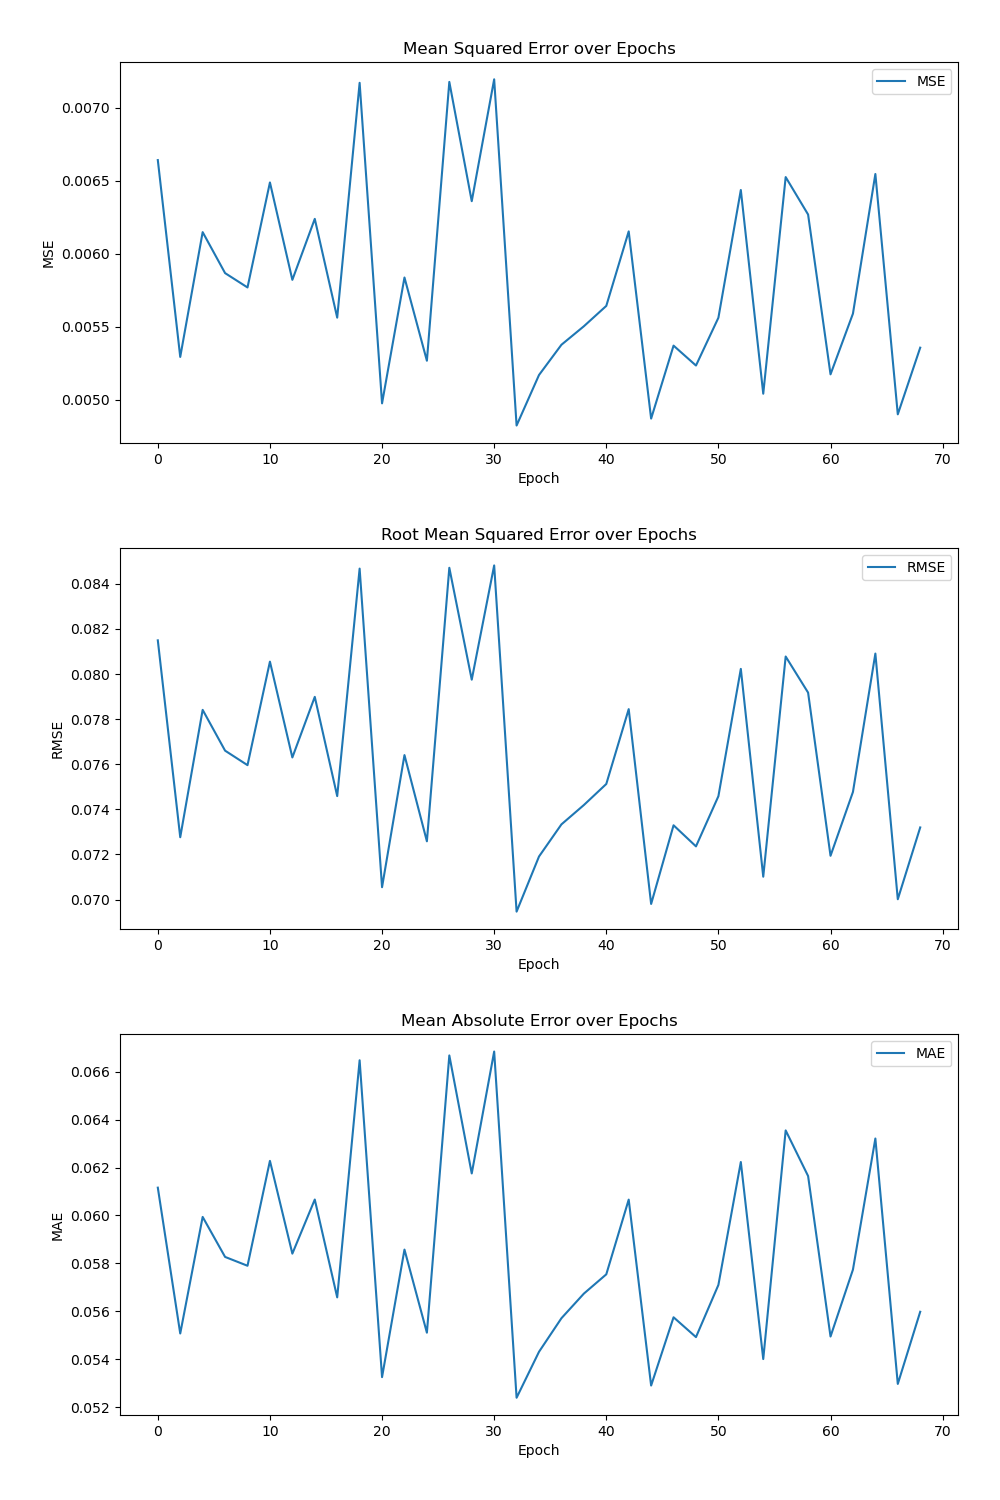 Mean Squared Error over Epochs
MSE
0.0070
0.0065
0.0060
0.0055
0.0050
MSE
0 10 20 30 40 50 60 70
Epoch
Root Mean Squared Error over Epochs
RMSE
0.084
0.082
0.080
0.078
0.076
0.074
0.072
0.070
RMSE
0 10 20 30 40 50 60 70
Epoch
Mean Absolute Error over Epochs
MAE
0.066
0.064
0.062
0.060
0.058
0.056
0.054
0.052
MAE
0 10 20 30 40 50 60 70
Epoch